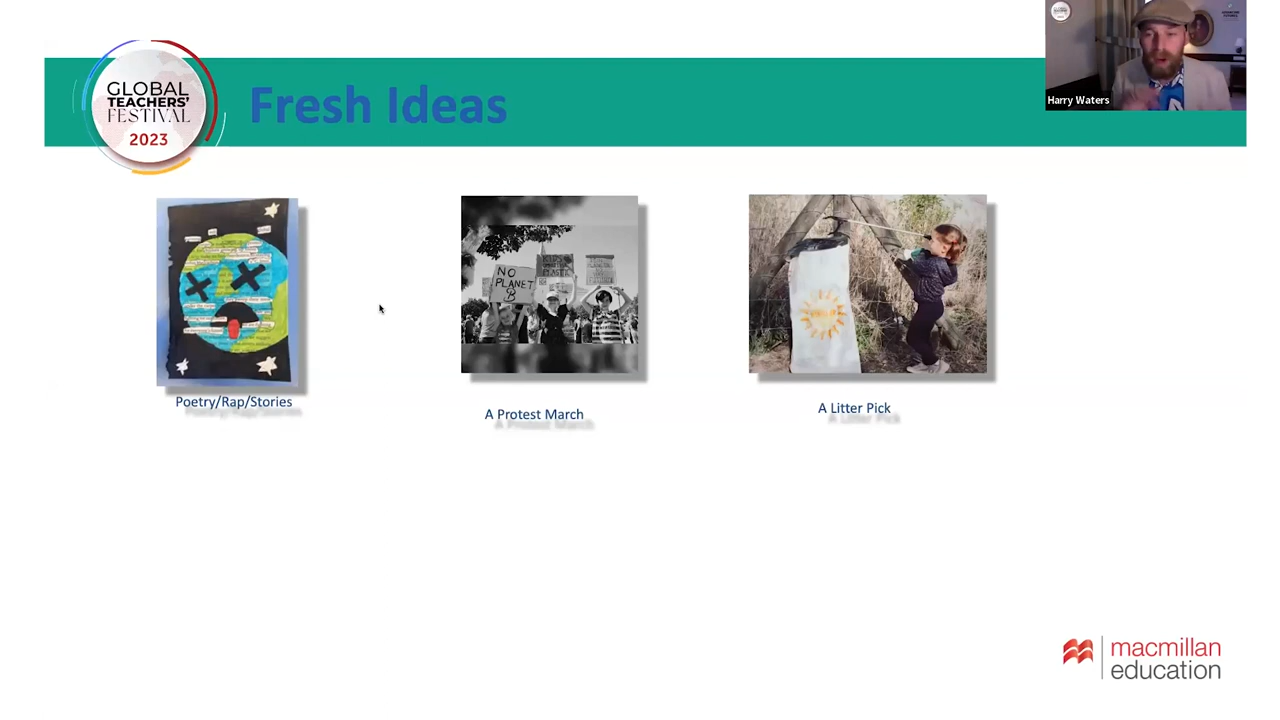 GLOBAL
TEACHERS'
FESTIVAL
2023
Fresh Ideas
Harry Waters
NO
PLANET
B
Poetry/Rap/Stories
A Protest March
A Litter Pick
macmillan
education